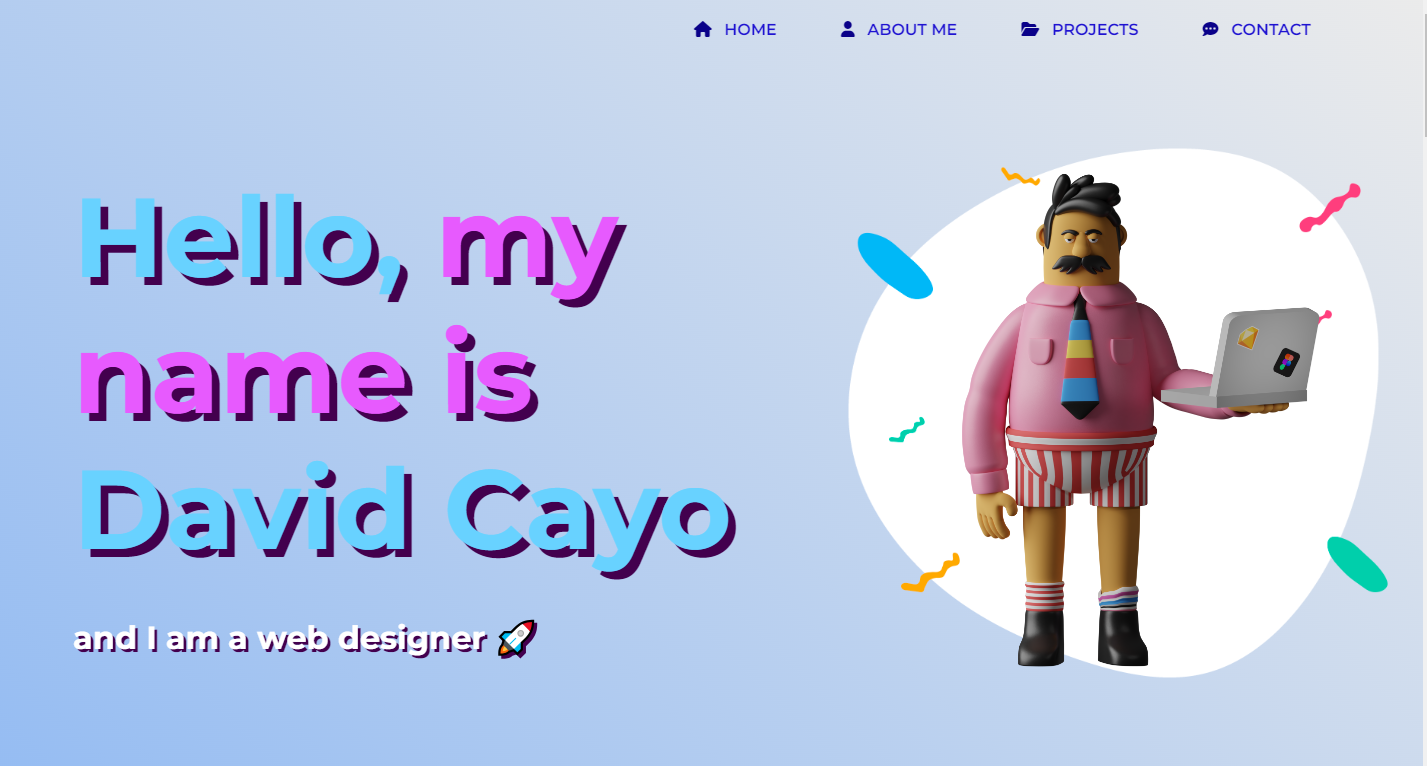 HOME ABOUT ME PROJECTS CONTACT
Hello, my
name is
David Cayo
and I am a web designer 🚀